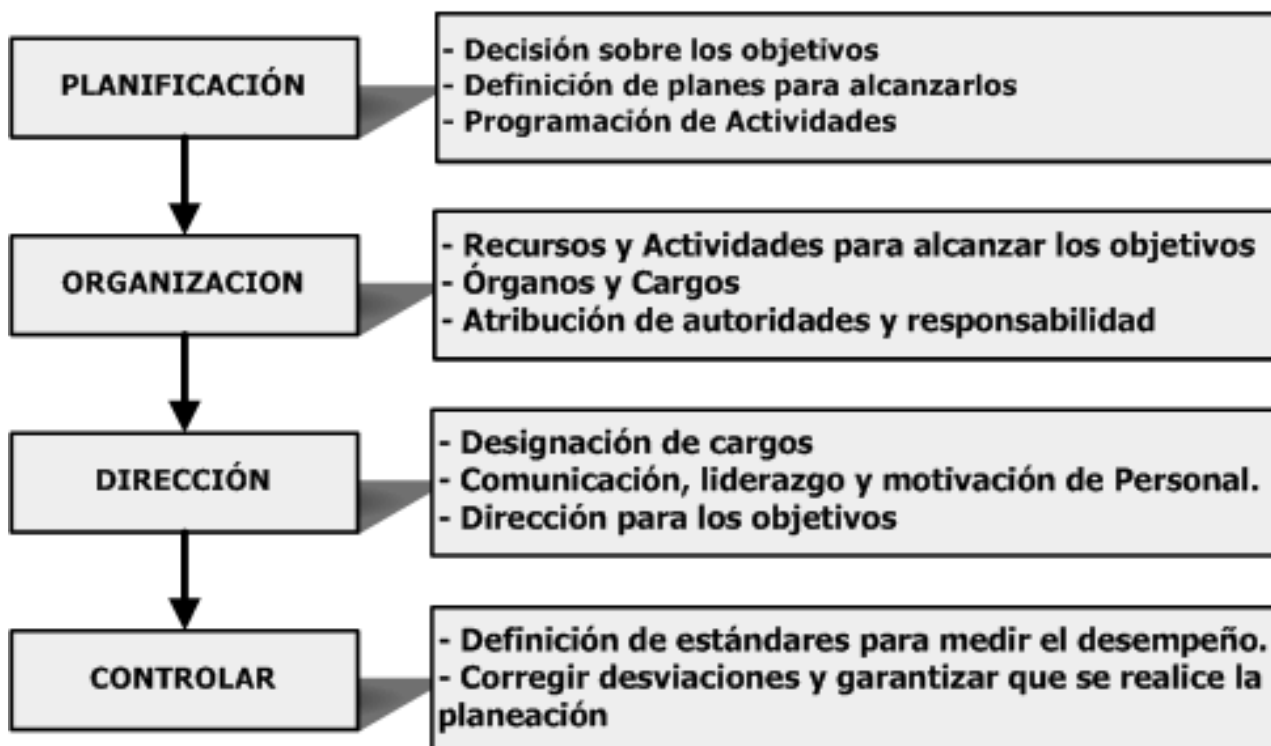 PLANIFICACIÓN
- Decisión sobre los objetivos
- Definición de planes para alcanzarlos
- Programación de Actividades
ORGANIZACION
- Recursos y Actividades para alcanzar los objetivos
- Órganos y Cargos
- Atribución de autoridades y responsabilidad
DIRECCIÓN
- Designación de cargos
- Comunicación, liderazgo y motivación de Personal.
- Dirección para los objetivos
CONTROLAR
- Definición de estándares para medir el desempeño.
- Corregir desviaciones y garantizar que se realice la
planeación